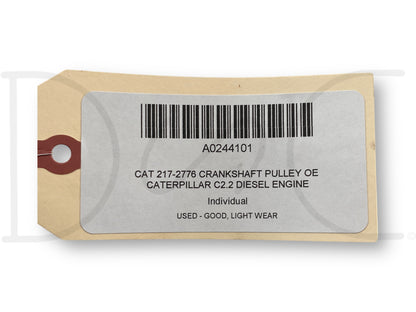 A0244101
CAT 217-2776 CRANKSHAFT PULLEY OE
CATERPILLAR C2.2 DIESEL ENGINE
Individual
USED - GOOD, LIGHT WEAR